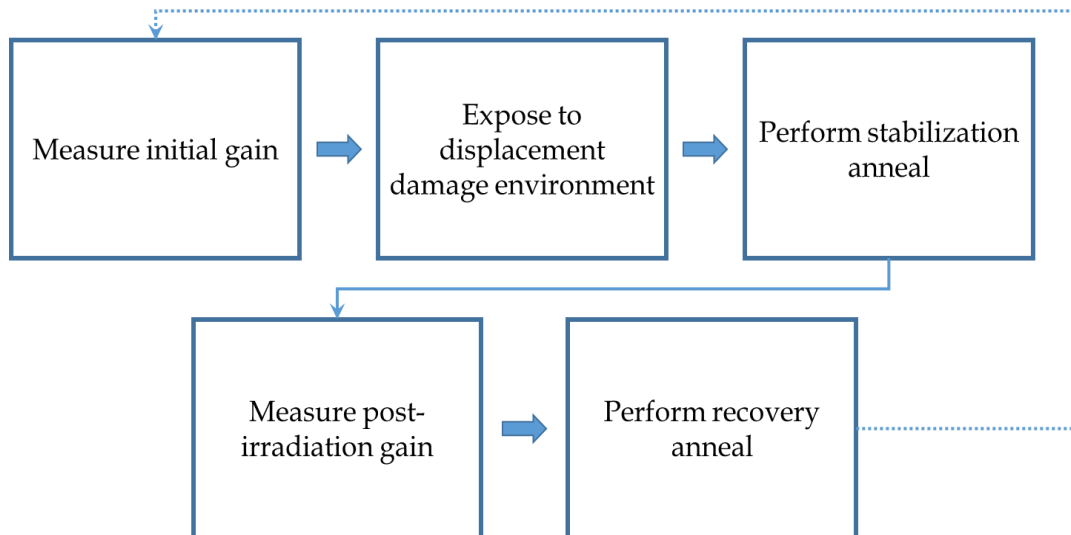 Measure initial gain
Expose to
displacement
damage environment
Perform stabilization
anneal
Measure post-
irradiation gain
Perform recovery
anneal